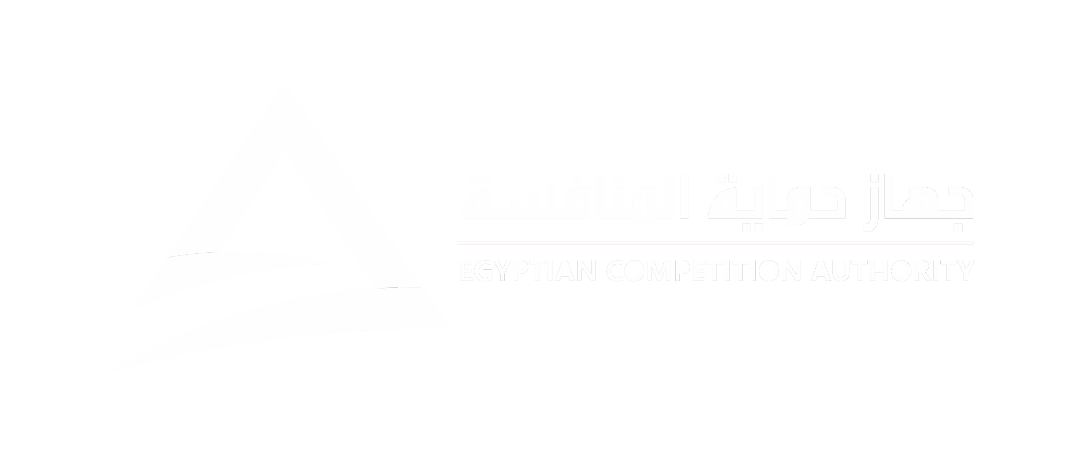 جهاز حماية المنافسة
EGYPTIAN COMPETITION AUTHORITY